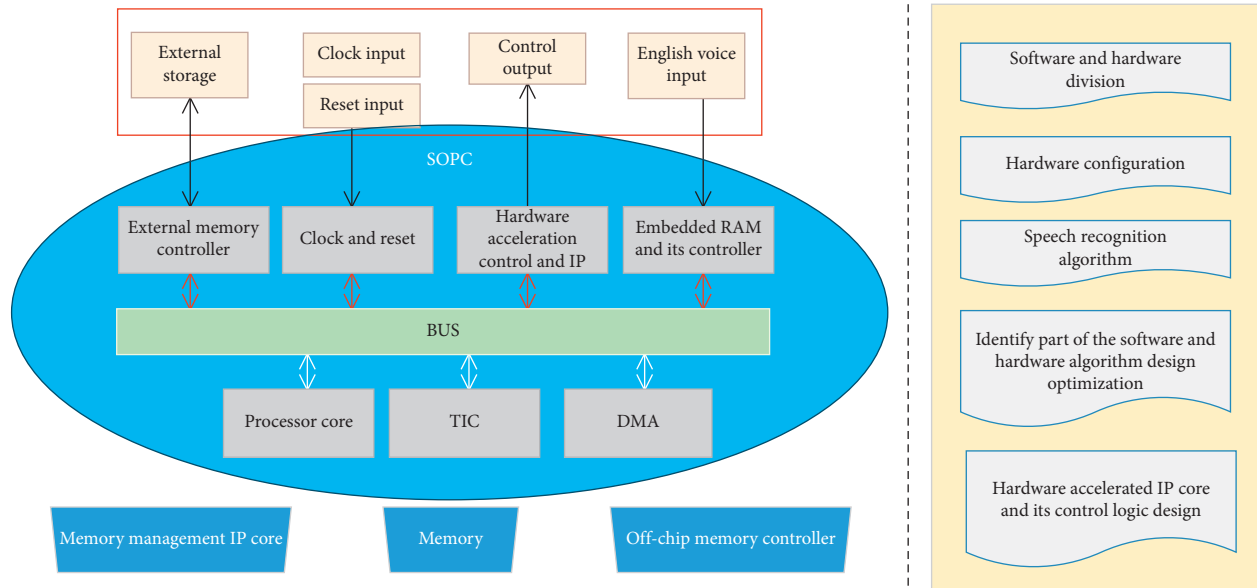 External
storage
Clock input
Reset input
Control
output
English voice
input
SOPC
External memory
controller
Clock and reset
Hardware
acceleration
control and IP
Embedded RAM
and its controller
BUS
Processor core
TIC
DMA
Memory management IP core
Memory
Off-chip memory controller
Software and hardware
division
Hardware configuration
Speech recognition
algorithm
Identify part of the software and
hardware algorithm design
optimization
Hardware accelerated IP core
and its control logic design